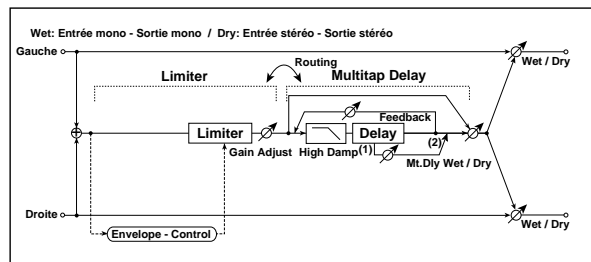 Wet: Entrée mono - Sortie mono / Dry: Entrée stéréo - Sortie stéréo
Gauche
Wet / Dry
Routing
Limiter
Multitap Delay
Feedback
Limiter
Delay
Gain Adjust
High Damp
(1)
(2)
Mt.Dly Wet / Dry
Droite
Wet / Dry
Envelope - Control